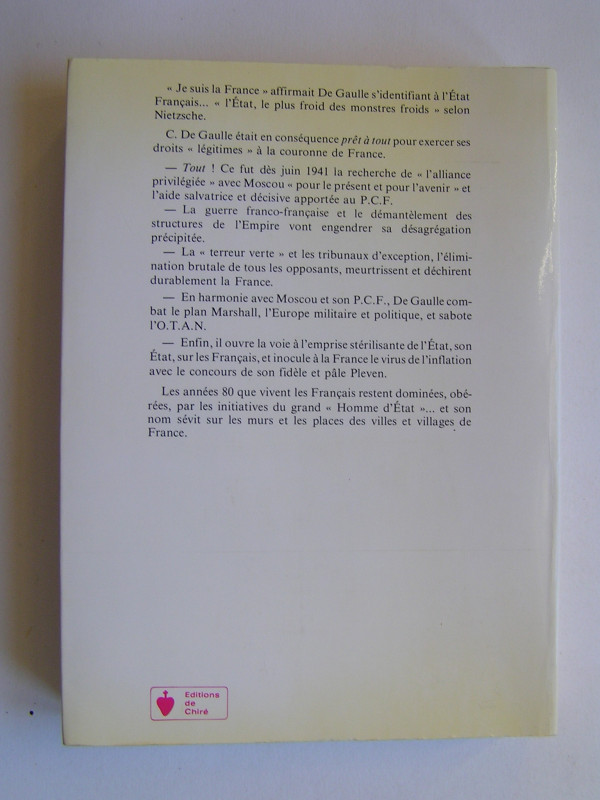 « Je suis la France » affirmait De Gaulle s'identifiant à l'État
Français... « l'État, le plus froid des monstres froids » selon
Nietzsche.
C. De Gaulle était en conséquence prêt à tout pour exercer ses
droits « légitimes » à la couronne de France.
— Tout ! Ce fut dès juin 1941 la recherche de « l'alliance
privilégiée » avec Moscou « pour le présent et pour l'avenir » et
l'aide salvatrice et décisive apportée au P.C.F.
— La guerre franco-française et le démantèlement des
structures de l'Empire vont engendrer sa désagrégation
précipitée.
— La « terreur verte » et les tribunaux d'exception, l'élimi-
nation brutale de tous les opposants, meurtrissent et déchirent
durablement la France.
— En harmonie avec Moscou et son P.C.F., De Gaulle com-
bat le plan Marshall, l'Europe militaire et politique, et sabote
l'O.T.A.N.
— Enfin, il ouvre la voie à l'emprise stérilisante de l'État, son
État, sur les Français, et inocule à la France le virus de l'inflation
avec le concours de son fidèle et pâle Pleven.
Les années 80 que vivent les Français restent dominées, obé-
rées, par les initiatives du grand « Homme d'État »... et son
nom sévit sur les murs et les places des villes et villages de
France.
Editions
de
Chiré